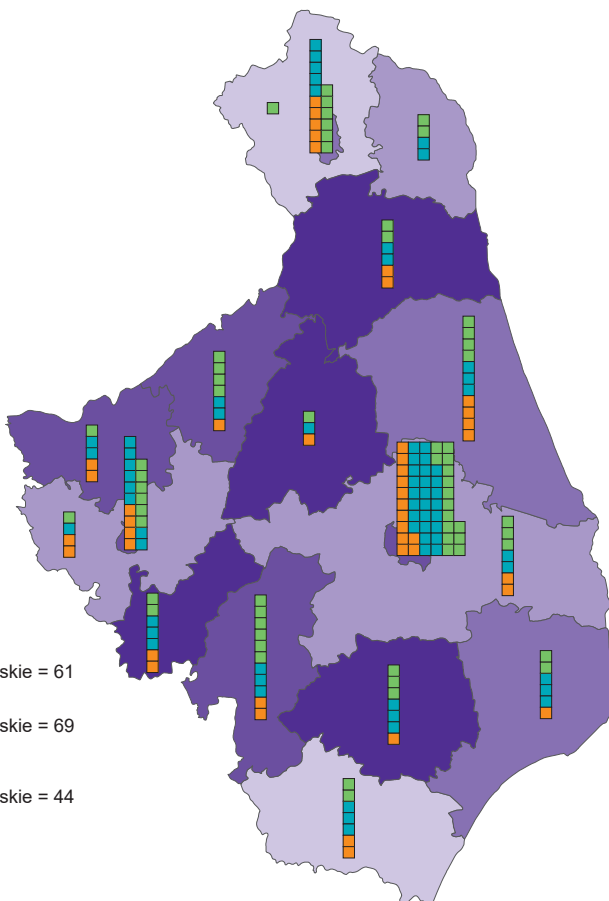 skie = 61
skie = 69
skie = 44